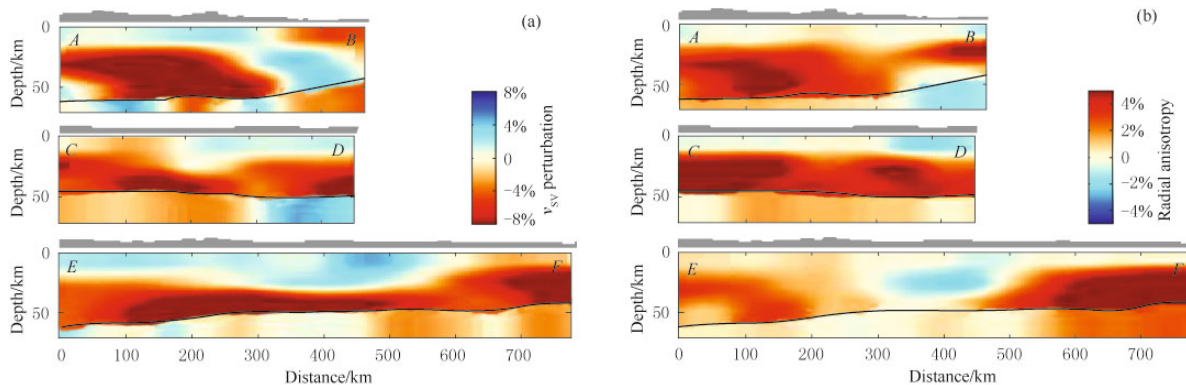 (a)
0
50
Depth/km
A
B
8%
4%
0
−4%
−8%
vSV perturbation
0
50
Depth/km
C
D
0
50
Depth/km
E
F
0 100 200 300 400 500 600 700
Distance/km
(b)
0
50
Depth/km
A
B
4%
2%
0
−2%
−4%
Radial anisotropy
0
50
Depth/km
C
D
0
50
Depth/km
E
F
0 100 200 300 400 500 600 700
Distance/km